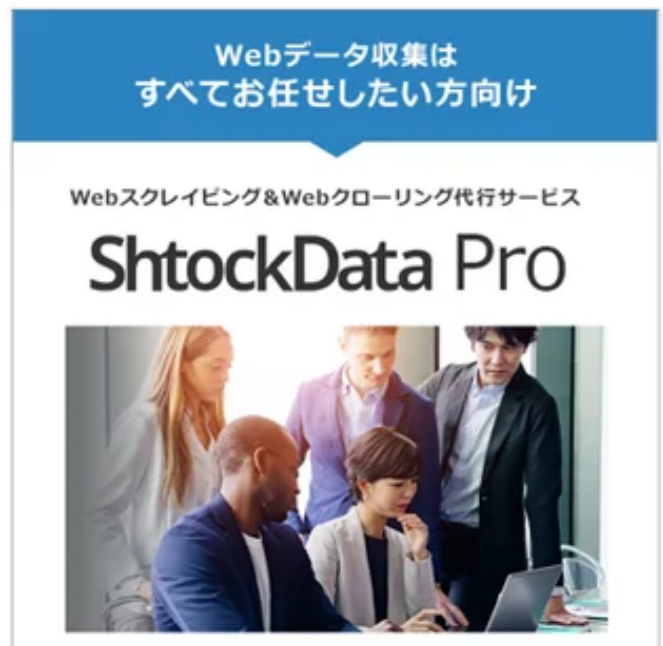 Webデータ収集は
すべてお任せしたい方向け
Webスクレイピング&Webクローリング代行サービス
ShtockData Pro